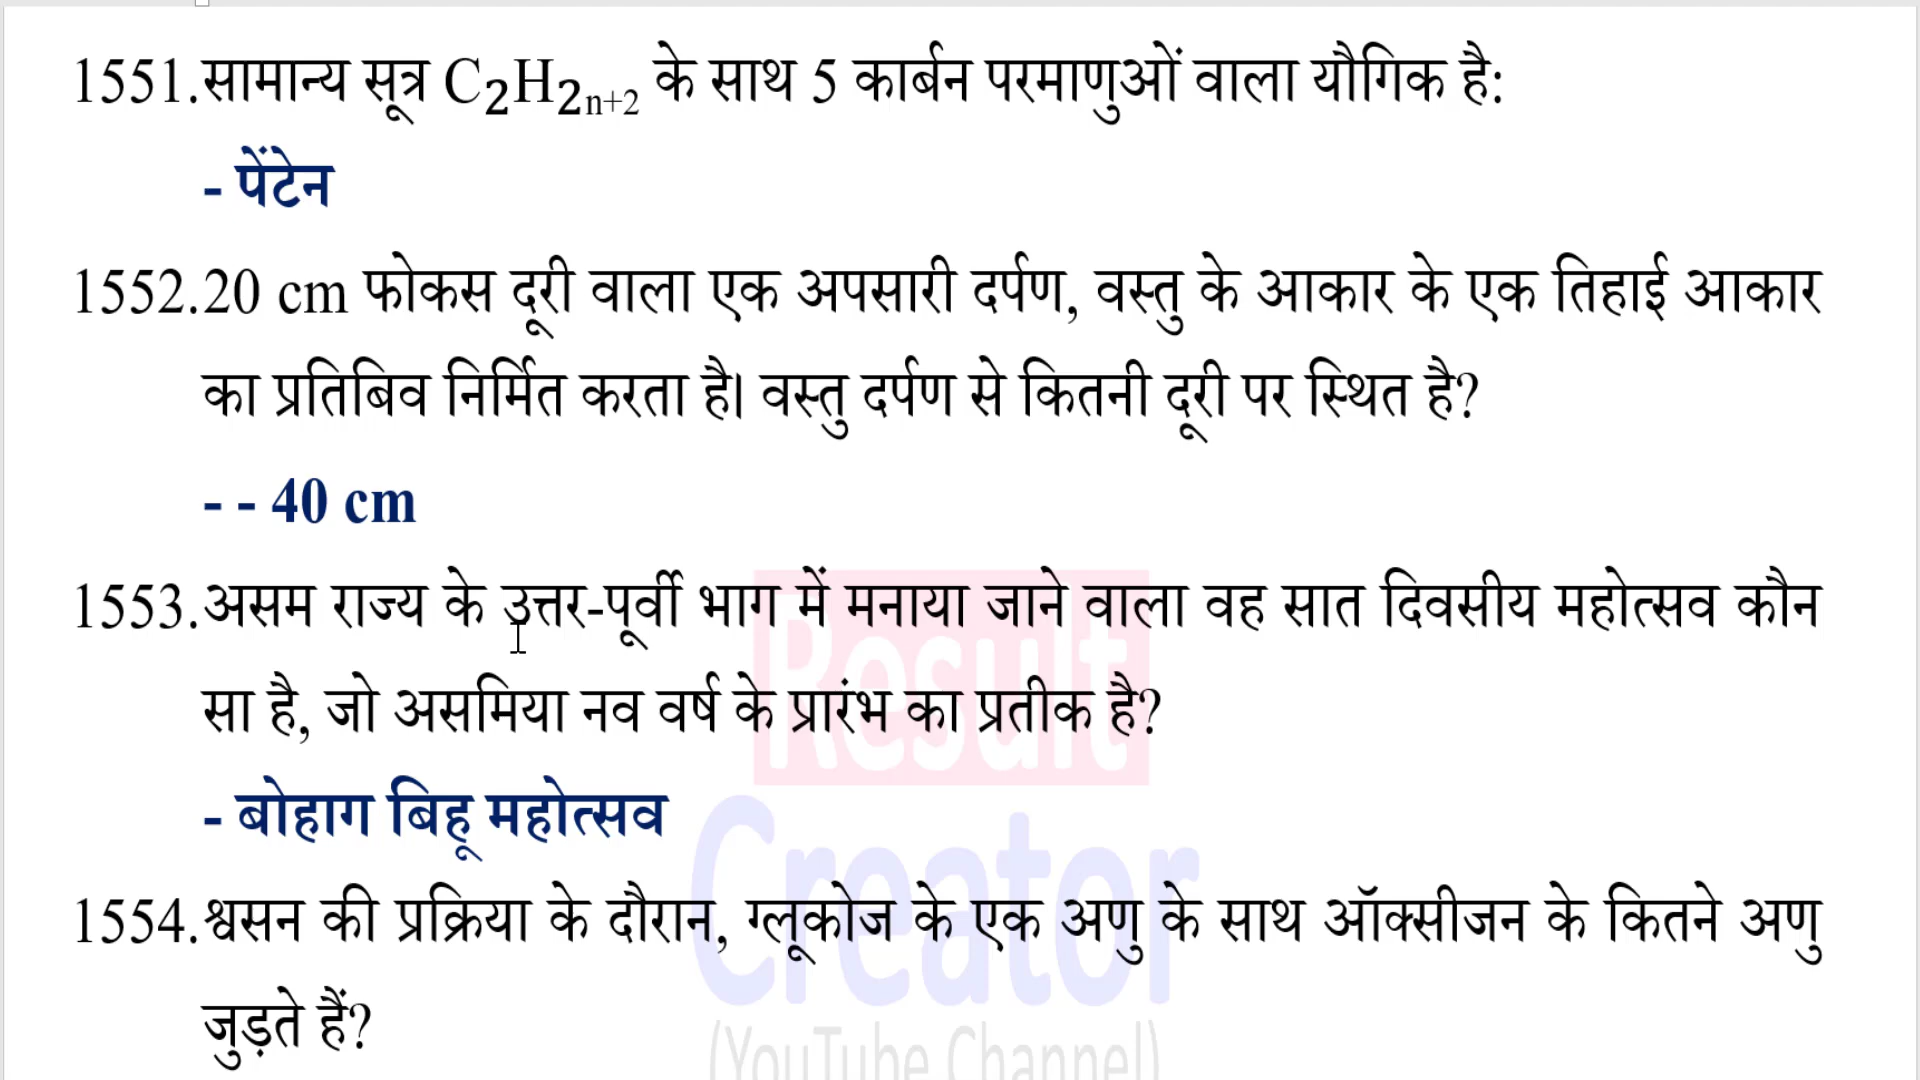 1551.सामान्य सूत्र C₂H₂ₙ₊₂ के साथ 5 कार्बन परमाणुओं वाला यौगिक है:
- पेंटेन
1552.20 cm फोकस दूरी वाला एक अपसारी दर्पण, वस्तु के आकार के एक तिहाई आकार
का प्रतिबिव निर्मित करता है। वस्तु दर्पण से कितनी दूरी पर स्थित है?
- - 40 cm
1553.असम राज्य के उत्तर-पूर्वी भाग में मनाया जाने वाला वह सात दिवसीय महोत्सव कौन
सा है, जो असमिया नव वर्ष के प्रारंभ का प्रतीक है?
- बोहाग बिहू महोत्सव
1554.श्वसन की प्रक्रिया के दौरान, ग्लूकोज के एक अणु के साथ ऑक्सीजन के कितने अणु
जुड़ते हैं?
Result
Creator
(YouTube Channel)